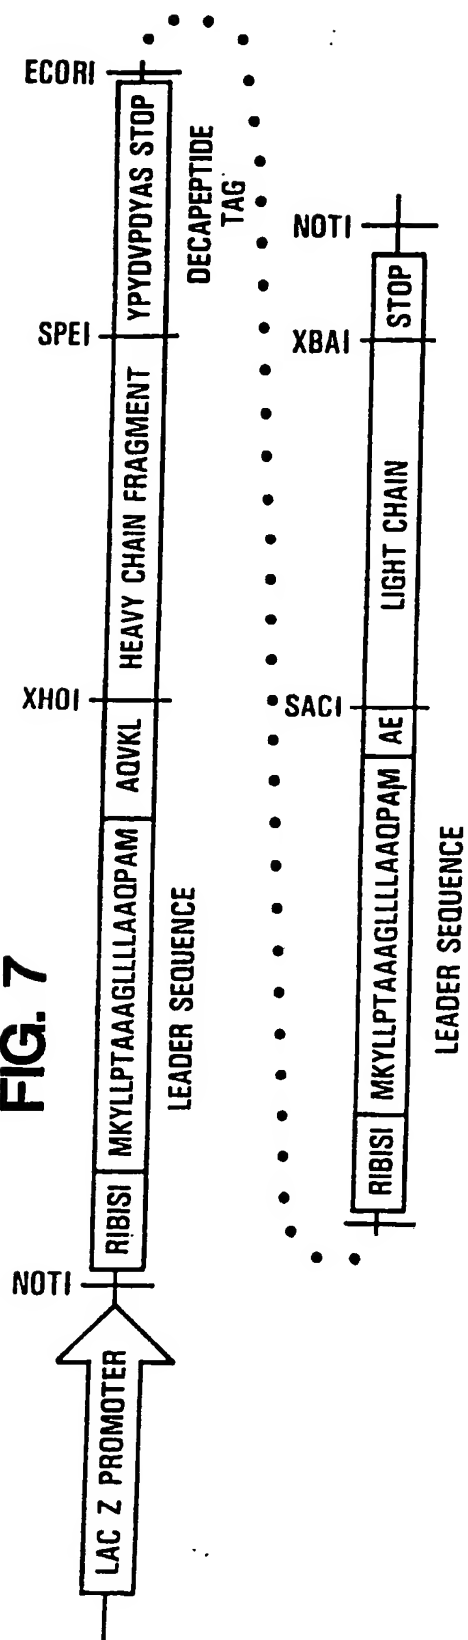 FIG. 7
NOTI
XHOI
SPEI
ECORI
LAC Z PROMOTER
RIBISI
MKYLLPTAAAGLLLLAAQPAM
AQVKL
HEAVY CHAIN FRAGMENT
YPYDVPDYAS STOP
LEADER SEQUENCE
DECAPEPTIDE
TAG
SACI
XBAI
NOTI
RIBISI
MKYLLPTAAAGLLLLAAQPAM
AE
LIGHT CHAIN
STOP
LEADER SEQUENCE